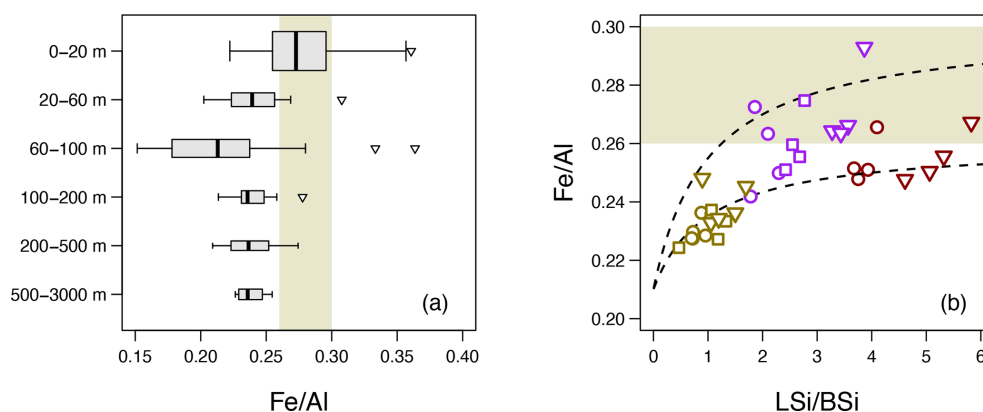 0–20 m
20–60 m
60–100 m
100–200 m
200–500 m
500–3000 m
(a)
0.15 0.20 0.25 0.30 0.35 0.40
Fe/Al
0.30
0.28
0.26
0.24
0.22
0.20
Fe/Al
(b)
0 1 2 3 4 5 6
LSi/BSi